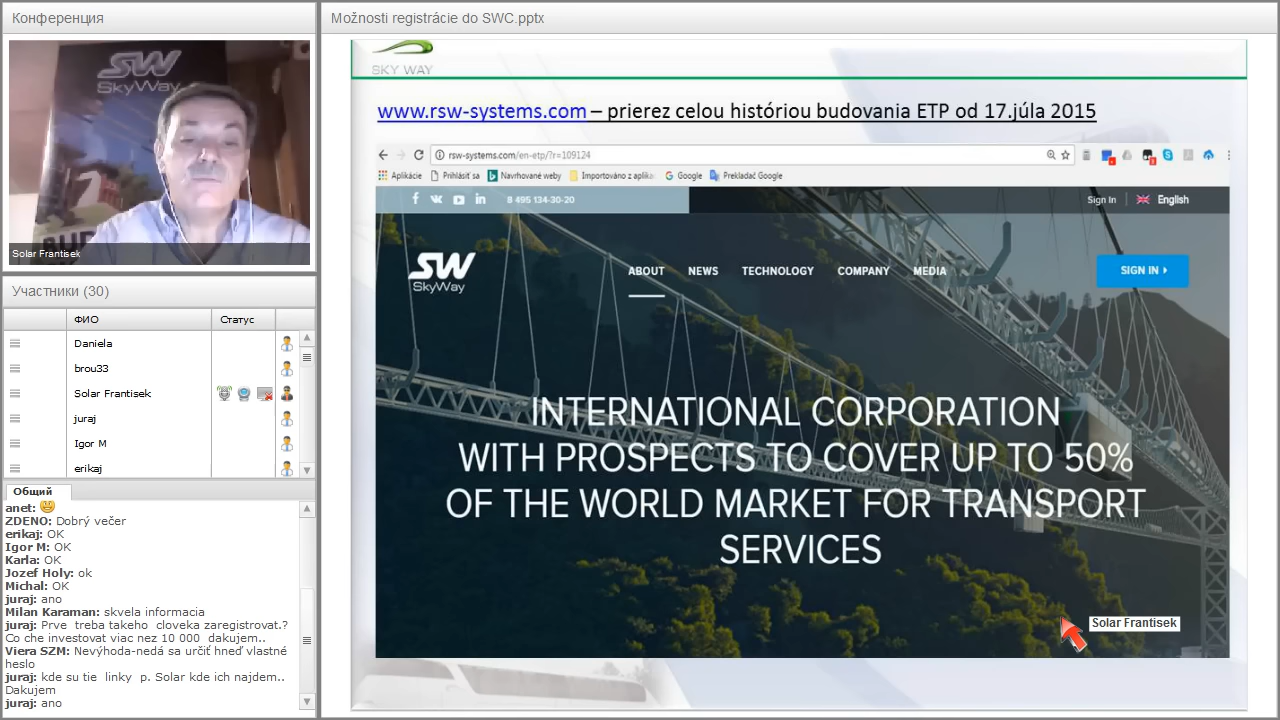 Конференция
SW
SkyWay
Solar Frantisek
Участники (30)
ФИО
Статус
Daniela
brou33
Solar Frantisek
juraj
Igor M
erikaj
Общий
anet:
ZDENO: Dobrý večer
erikaj: OK
Igor M: OK
Karla: OK
Jozef Holy: ok
Michal: OK
juraj: ano
Milan Karaman: skvela informacia
juraj: Prve treba takeho cloveka zaregistrovat.?
Co che investovat viac nez 10 000 dakujem..
Viera SZM: Nevýhoda-nedá sa určiť hneď vlastné
heslo
juraj: kde su tie linky p. Solar kde ich najdem..
Dakujem
juraj: ano
Možnosti registrácie do SWC.pptx
SKY WAY
www.rsw-systems.com – prierez celou históriou budovania ETP od 17.júla 2015
rsw-systems.com/en-etp/?r=109124
Aplikácie Prihlásiť sa Navrhované weby Importováno z aplika Google Prekladač Google
8 495 134-30-20
Sign In English
SW
SkyWay
ABOUT NEWS TECHNOLOGY COMPANY MEDIA
SIGN IN
INTERNATIONAL CORPORATION
WITH PROSPECTS TO COVER UP TO 50%
OF THE WORLD MARKET FOR TRANSPORT
SERVICES
Solar Frantisek